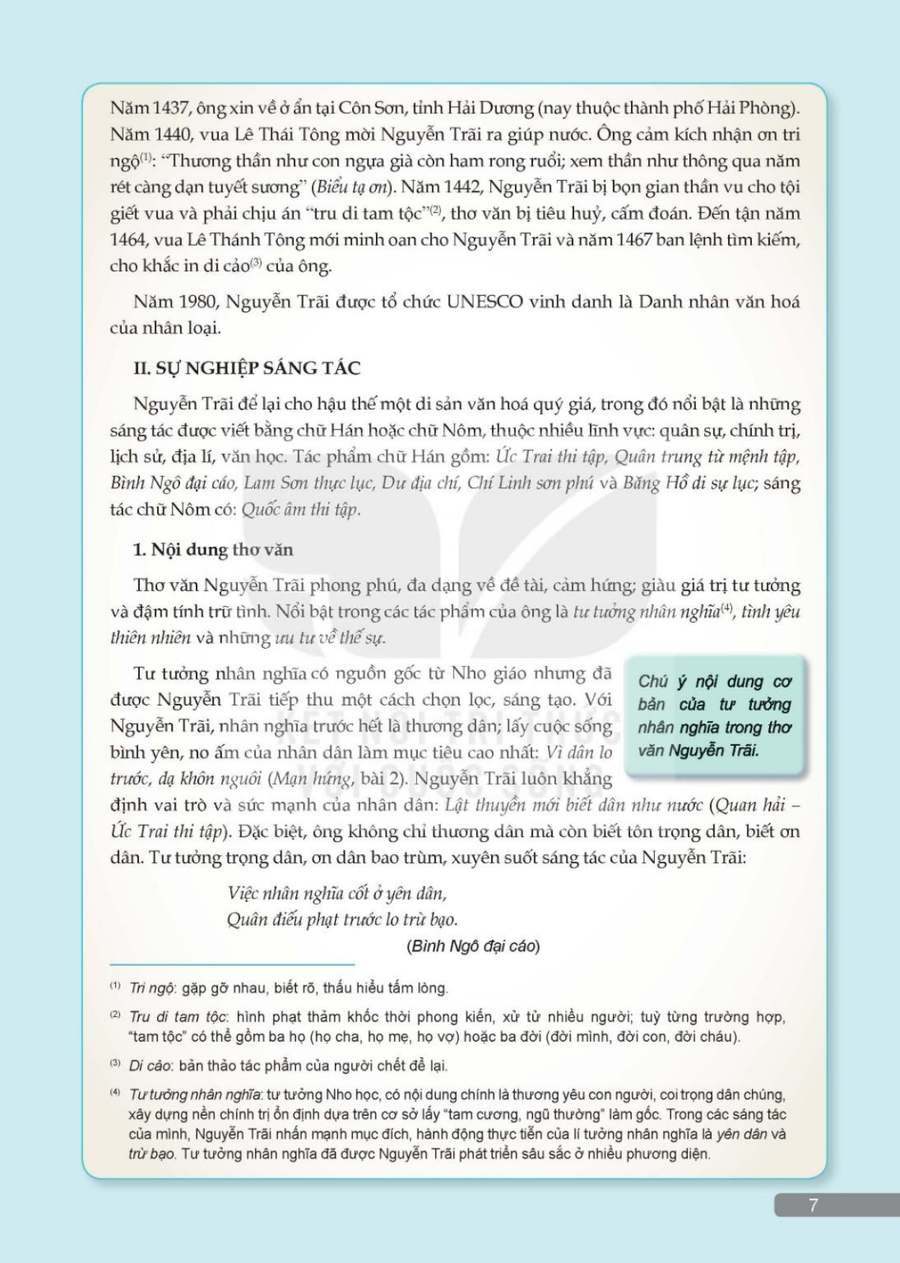 Năm 1437, ông xin về ở ẩn tại Côn Sơn, tỉnh Hải Dương (nay thuộc thành phố Hải Phòng).
Năm 1440, vua Lê Thái Tông mời Nguyễn Trãi ra giúp nước. Ông cảm kích nhận ơn tri
ngộ(1): “Thương thần như con ngựa già còn ham rong ruổi; xem thần như thông qua năm
rét càng dạn tuyết sương” (Biểu tạ ơn). Năm 1442, Nguyễn Trãi bị bọn gian thần vu cho tội
giết vua và phải chịu án “tru di tam tộc”(2), thơ văn bị tiêu huỷ, cấm đoán. Đến tận năm
1464, vua Lê Thánh Tông mới minh oan cho Nguyễn Trãi và năm 1467 ban lệnh tìm kiếm,
cho khắc in di cảo(3) của ông.
Năm 1980, Nguyễn Trãi được tổ chức UNESCO vinh danh là Danh nhân văn hoá
của nhân loại.
II. SỰ NGHIỆP SÁNG TÁC
Nguyễn Trãi để lại cho hậu thế một di sản văn hoá quý giá, trong đó nổi bật là những
sáng tác được viết bằng chữ Hán hoặc chữ Nôm, thuộc nhiều lĩnh vực: quân sự, chính trị,
lịch sử, địa lí, văn học. Tác phẩm chữ Hán gồm: Ức Trai thi tập, Quân trung từ mệnh tập,
Bình Ngô đại cáo, Lam Sơn thực lục, Dư địa chí, Chí Linh sơn phú và Băng Hồ di sự lục; sáng
tác chữ Nôm có: Quốc âm thi tập.
1. Nội dung thơ văn
Thơ văn Nguyễn Trãi phong phú, đa dạng về đề tài, cảm hứng; giàu giá trị tư tưởng
và đậm tính trữ tình. Nổi bật trong các tác phẩm của ông là tư tưởng nhân nghĩa(4), tình yêu
thiên nhiên và những ưu tư về thế sự.
Tư tưởng nhân nghĩa có nguồn gốc từ Nho giáo nhưng đã
được Nguyễn Trãi tiếp thu một cách chọn lọc, sáng tạo. Với
Nguyễn Trãi, nhân nghĩa trước hết là thương dân; lấy cuộc sống
bình yên, no ấm của nhân dân làm mục tiêu cao nhất: Vì dân lo
trước, dạ khôn nguôi (Mạn hứng, bài 2). Nguyễn Trãi luôn khẳng
định vai trò và sức mạnh của nhân dân: Lật thuyền mới biết dân như nước (Quan hải –
Ức Trai thi tập). Đặc biệt, ông không chỉ thương dân mà còn biết tôn trọng dân, biết ơn
dân. Tư tưởng trọng dân, ơn dân bao trùm, xuyên suốt sáng tác của Nguyễn Trãi:
Chú ý nội dung cơ
bản của tư tưởng
nhân nghĩa trong thơ
văn Nguyễn Trãi.
Việc nhân nghĩa cốt ở yên dân,
Quân điếu phạt trước lo trừ bạo.
(Bình Ngô đại cáo)
KẾT NỐI TRI THỨC
VỚI CUỘC SỐNG
(1) Tri ngộ: gặp gỡ nhau, biết rõ, thấu hiểu tấm lòng.
(2) Tru di tam tộc: hình phạt thảm khốc thời phong kiến, xử tử nhiều người; tuỳ từng trường hợp,
“tam tộc” có thể gồm ba họ (họ cha, họ mẹ, họ vợ) hoặc ba đời (đời mình, đời con, đời cháu).
(3) Di cảo: bản thảo tác phẩm của người chết để lại.
(4) Tư tưởng nhân nghĩa: tư tưởng Nho học, có nội dung chính là thương yêu con người, coi trọng dân chúng,
xây dựng nền chính trị ổn định dựa trên cơ sở lấy “tam cương, ngũ thường” làm gốc. Trong các sáng tác
của mình, Nguyễn Trãi nhấn mạnh mục đích, hành động thực tiễn của lí tưởng nhân nghĩa là yên dân và
trừ bạo. Tư tưởng nhân nghĩa đã được Nguyễn Trãi phát triển sâu sắc ở nhiều phương diện.
7